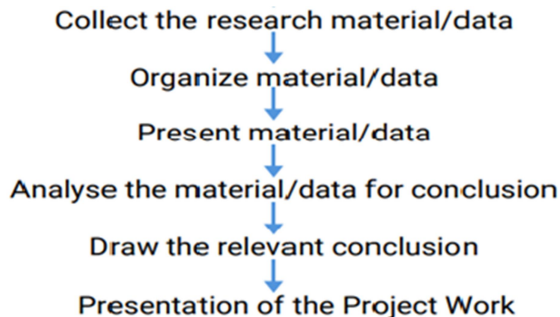 Collect the research material/data
Organize material/data
Present material/data
Analyse the material/data for conclusion
Draw the relevant conclusion
Presentation of the Project Work